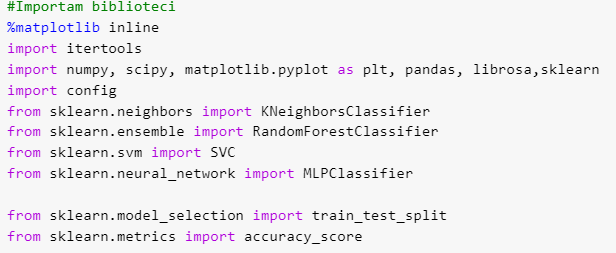 #Importam biblioteci
%matplotlib inline
import itertools
import numpy, scipy, matplotlib.pyplot as plt, pandas, librosa,sklearn
import config
from sklearn.neighbors import KNeighborsClassifier
from sklearn.ensemble import RandomForestClassifier
from sklearn.svm import SVC
from sklearn.neural_network import MLPClassifier
from sklearn.model_selection import train_test_split
from sklearn.metrics import accuracy_score